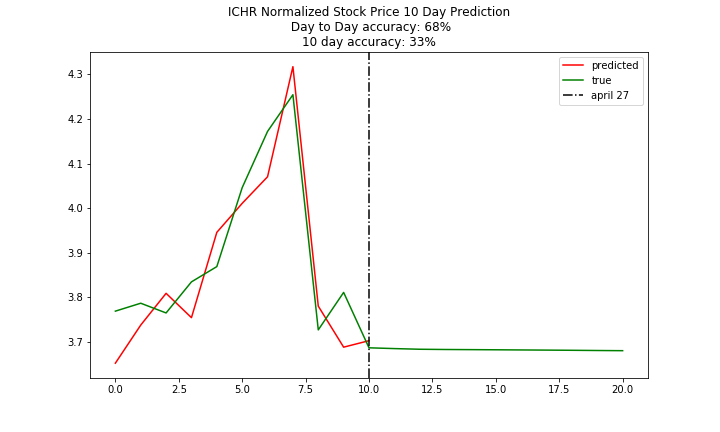 ICHR Normalized Stock Price 10 Day Prediction
Day to Day accuracy: 68%
10 day accuracy: 33%
predicted
true
april 27
4.3
4.2
4.1
4.0
3.9
3.8
3.7
0.0 2.5 5.0 7.5 10.0 12.5 15.0 17.5 20.0